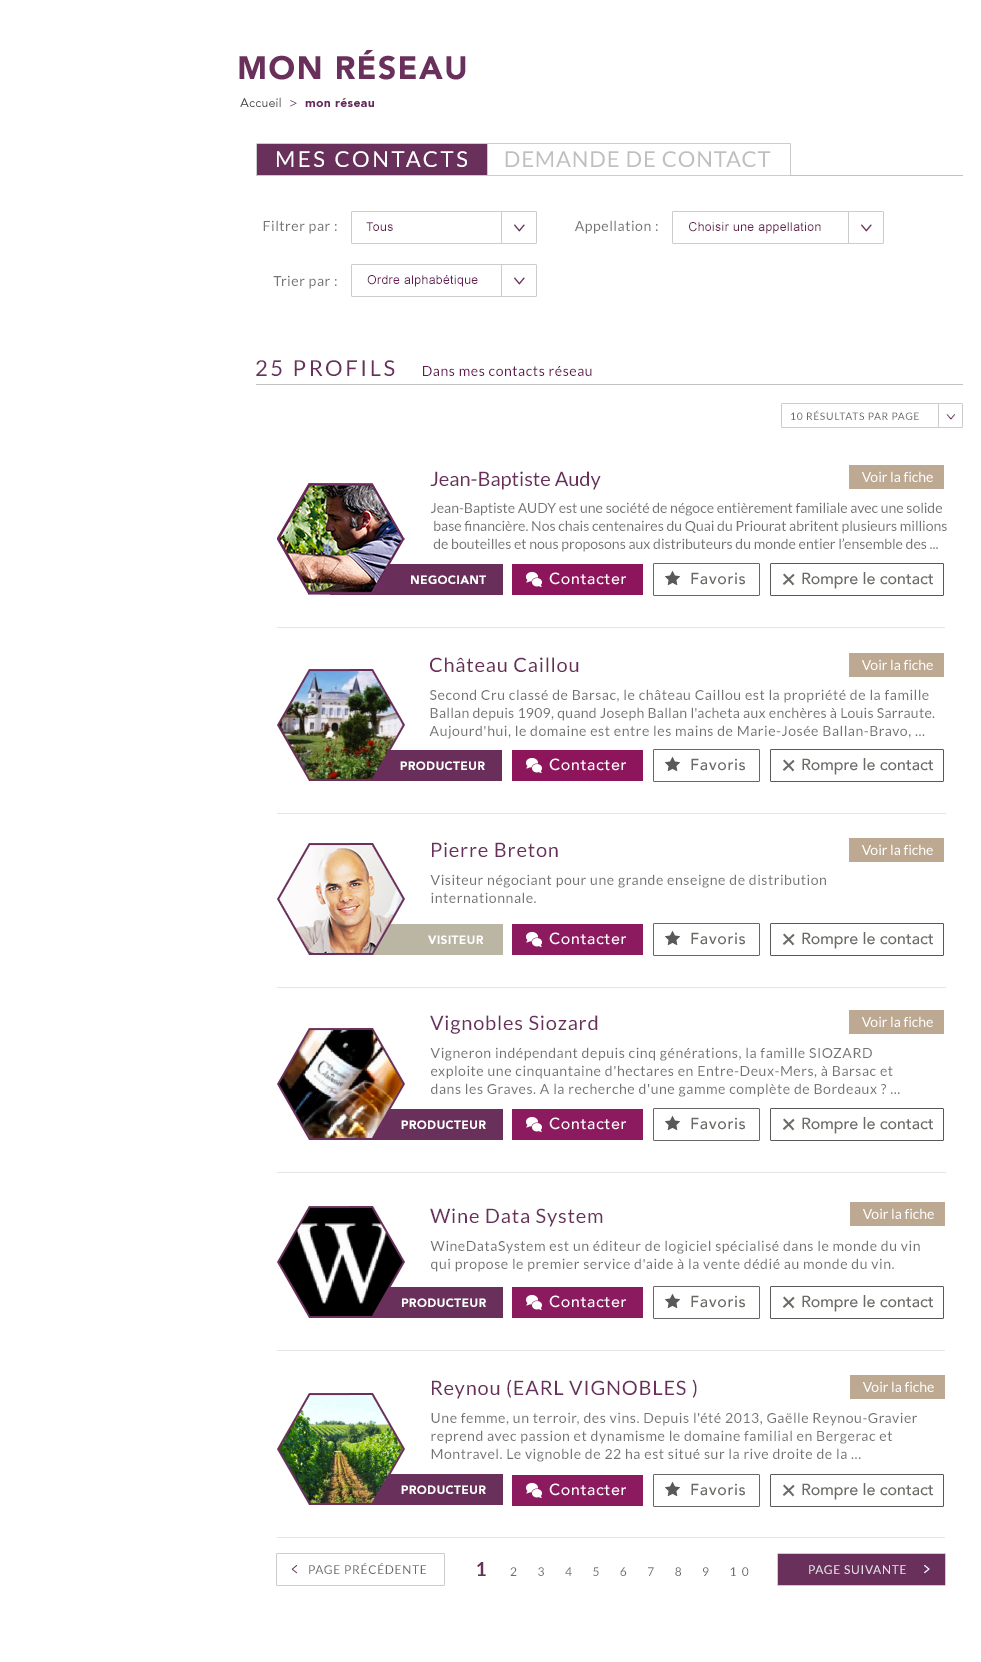 MON RÉSEAU
Accueil > mon réseau
MES CONTACTS DEMANDE DE CONTACT
Filtrer par : Tous Appellation : Choisir une appellation
Trier par : Ordre alphabétique
25 PROFILS Dans mes contacts réseau
10 RÉSULTATS PAR PAGE
Jean-Baptiste Audy Voir la fiche
Jean-Baptiste AUDY est une société de négoce entièrement familiale avec une solide
base financière. Nos chais centenaires du Quai du Priourat abritent plusieurs millions
de bouteilles et nous proposons aux distributeurs du monde entier l'ensemble des ...
NEGOCIANT Contacter Favoris Rompre le contact
Château Caillou Voir la fiche
Second Cru classé de Barsac, le château Caillou est la propriété de la famille
Ballan depuis 1909, quand Joseph Ballan l'acheta aux enchères à Louis Sarraute.
Aujourd'hui, le domaine est entre les mains de Marie-Josée Ballan-Bravo, ...
PRODUCTEUR Contacter Favoris Rompre le contact
Pierre Breton Voir la fiche
Visiteur négociant pour une grande enseigne de distribution
internationnale.
VISITEUR Contacter Favoris Rompre le contact
Vignobles Siozard Voir la fiche
Vigneron indépendant depuis cinq générations, la famille SIOZARD
exploite une cinquantaine d'hectares en Entre-Deux-Mers, à Barsac et
dans les Graves. A la recherche d'une gamme complète de Bordeaux ? ...
PRODUCTEUR Contacter Favoris Rompre le contact
Wine Data System Voir la fiche
WineDataSystem est un éditeur de logiciel spécialisé dans le monde du vin
qui propose le premier service d'aide à la vente dédié au monde du vin.
W
PRODUCTEUR Contacter Favoris Rompre le contact
Reynou (EARL VIGNOBLES ) Voir la fiche
Une femme, un terroir, des vins. Depuis l'été 2013, Gaëlle Reynou-Gravier
reprend avec passion et dynamisme le domaine familial en Bergerac et
Montravel. Le vignoble de 22 ha est situé sur la rive droite de la ...
PRODUCTEUR Contacter Favoris Rompre le contact
< PAGE PRÉCÉDENTE 1 2 3 4 5 6 7 8 9 10 PAGE SUIVANTE >